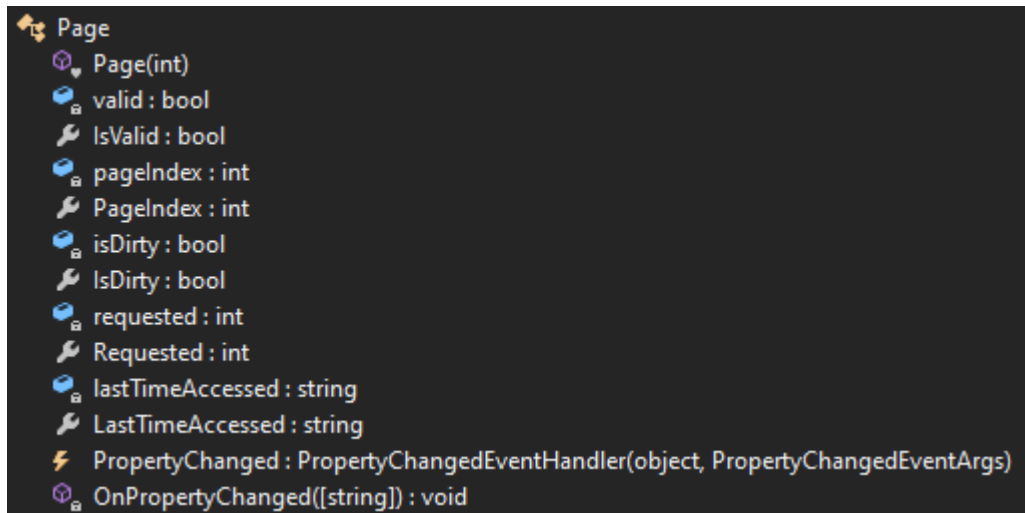 Page
Page(int)
valid : bool
IsValid : bool
pageIndex : int
PageIndex : int
isDirty : bool
IsDirty : bool
requested : int
Requested : int
lastTimeAccessed : string
LastTimeAccessed : string
PropertyChanged : PropertyChangedEventHandler(object, PropertyChangedEventArgs)
OnPropertyChanged([string]) : void